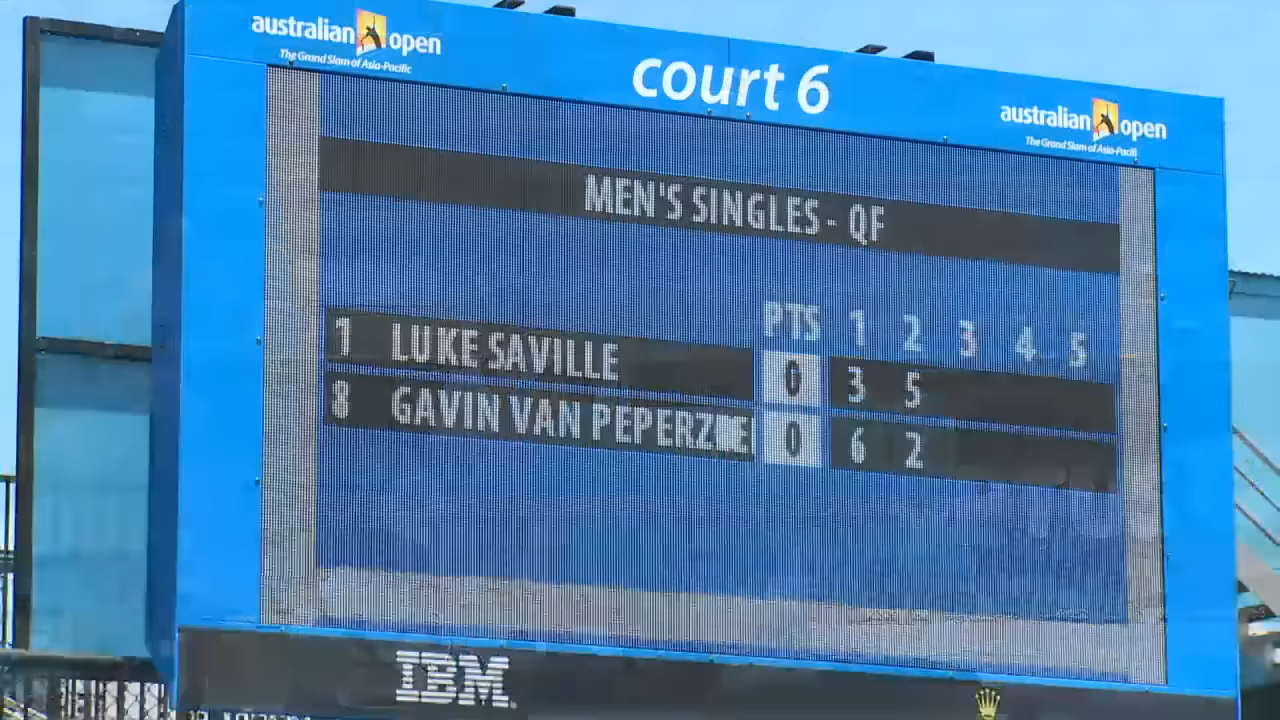 australian open
The Grand Slam of Asia-Pacific
court 6
australian open
The Grand Slam of Asia-Pacific
MEN'S SINGLES - QF
PTS 1 2 3 4 5
1 LUKE SAVILLE 0 3 5
8 GAVIN VAN 0 6 2
IBM